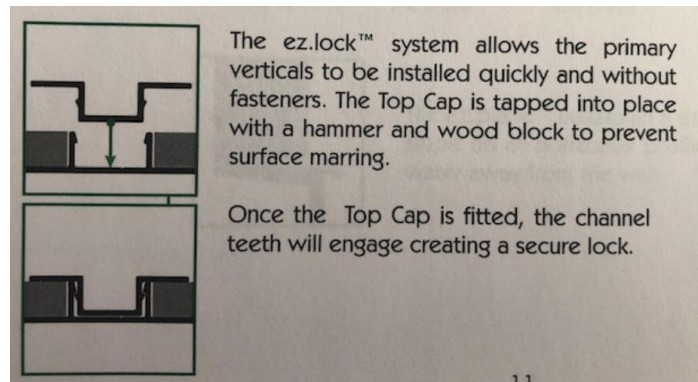 The ez.lock™ system allows the primary
verticals to be installed quickly and without
fasteners. The Top Cap is tapped into place
with a hammer and wood block to prevent
surface marring.
Once the Top Cap is fitted, the channel
teeth will engage creating a secure lock.
11